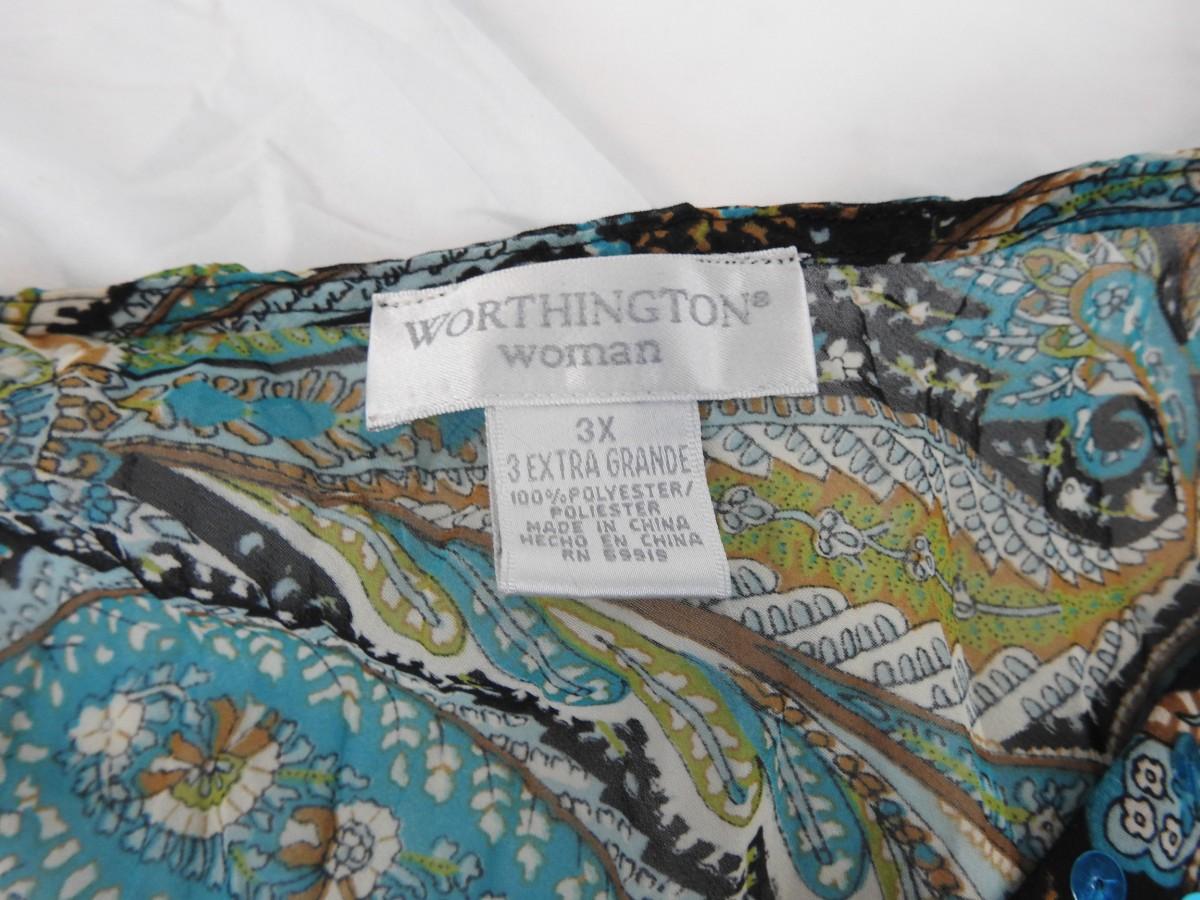 WORTHINGTON®
woman
3X
3 EXTRA GRANDE
100% POLYESTER/
POLIESTER
MADE IN CHINA
HECHO EN CHINA
RN 69919